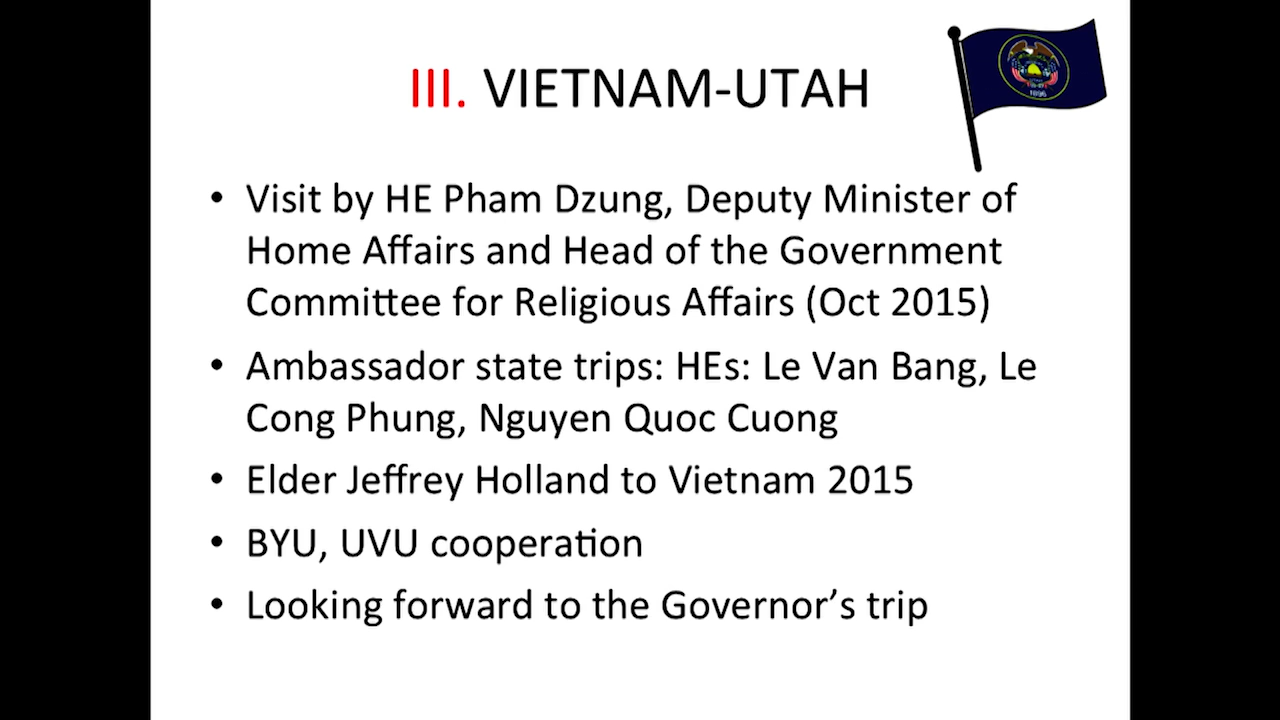 III. VIETNAM-UTAH
1896
• Visit by HE Pham Dzung, Deputy Minister of
Home Affairs and Head of the Government
Committee for Religious Affairs (Oct 2015)
• Ambassador state trips: HEs: Le Van Bang, Le
Cong Phung, Nguyen Quoc Cuong
• Elder Jeffrey Holland to Vietnam 2015
• BYU, UVU cooperation
• Looking forward to the Governor’s trip